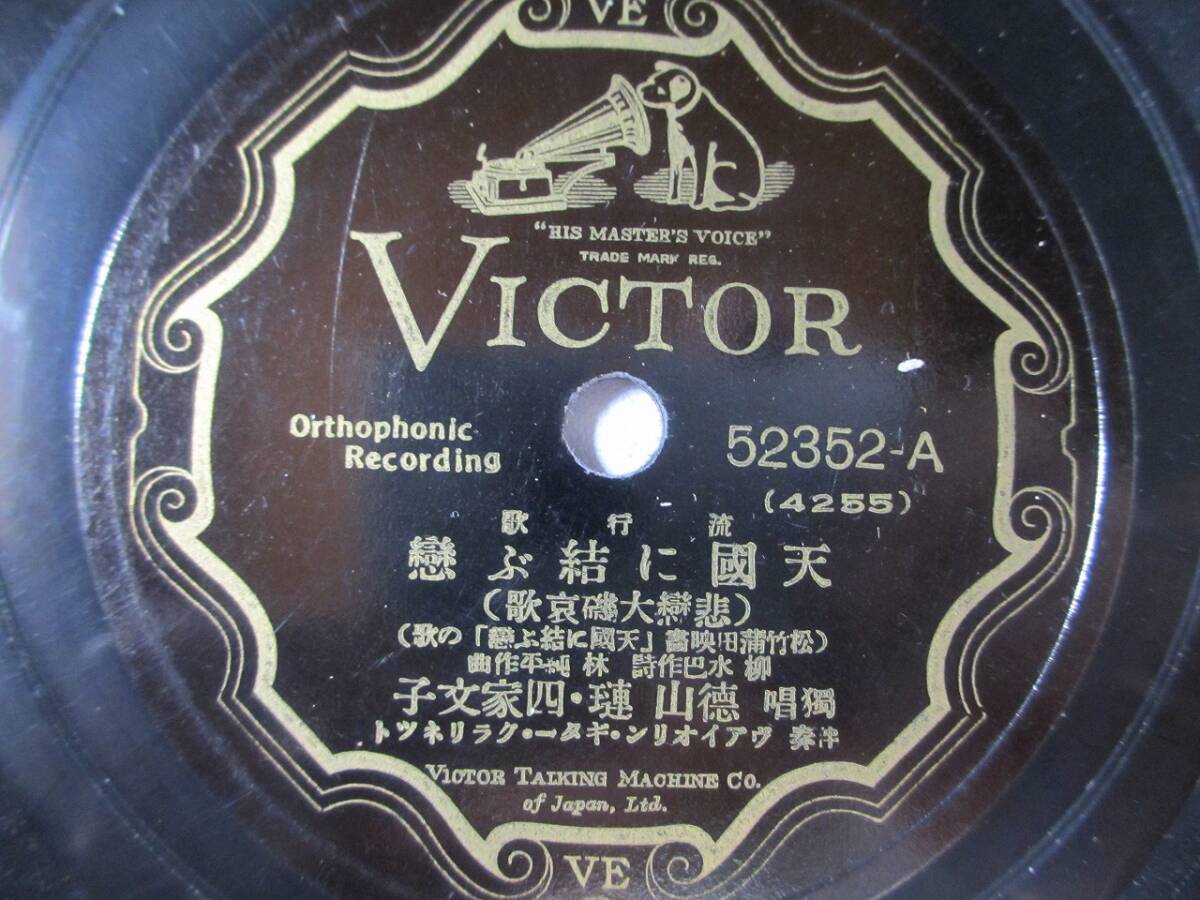 VE
"HIS MASTER'S VOICE"
TRADE MARK REG.
VICTOR
Orthophonic Recording
52352-A
(4255)
流行歌
天國に結ぶ戀
(悲戀大磯哀歌)
(松竹蒲田映畫「天國に結ぶ戀」の歌)
柳水巴作詩 林純平作曲
獨唱 德山璉・四家文子
伴奏 ヴアイオリン・ギター・クラリネツト
VICTOR TALKING MACHINE CO.
of Japan, Ltd.
VE